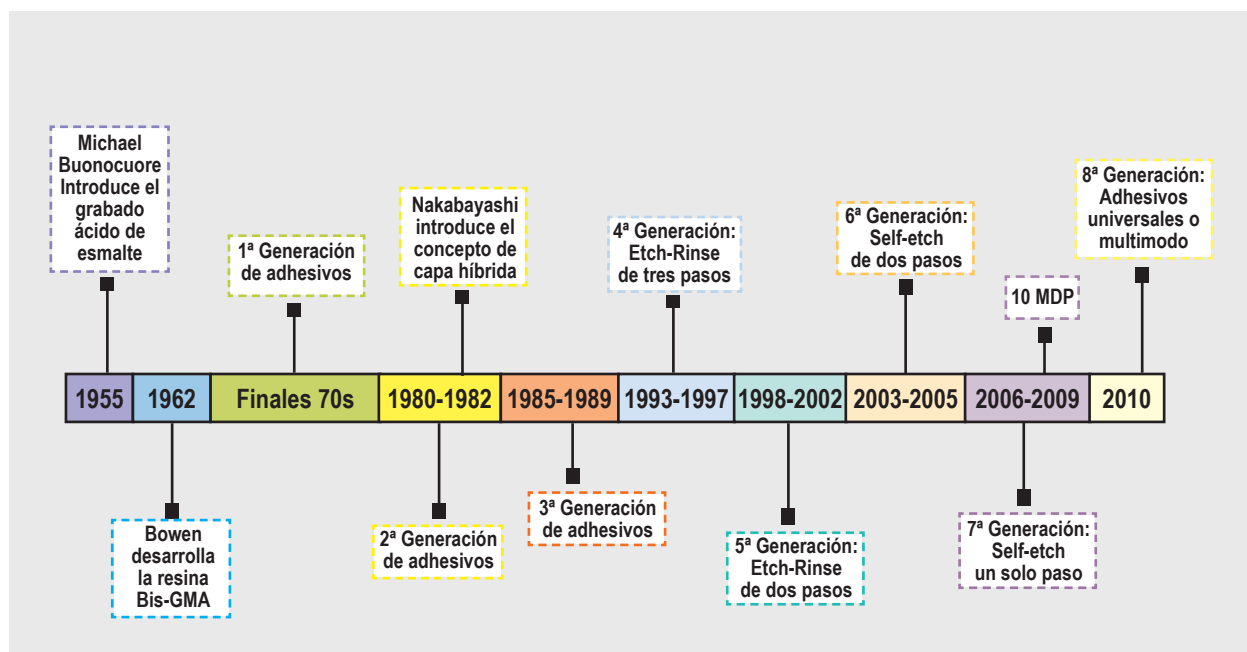 Michael
Buonocuore
Introduce el
grabado
ácido de
esmalte
1ª Generación
de adhesivos
Nakabayashi
introduce el
concepto de
capa híbrida
4ª Generación:
Etch-Rinse
de tres pasos
6ª Generación:
Self-etch
de dos pasos
10 MDP
8ª Generación:
Adhesivos
universales o
multimodo
1955 1962 Finales 70s 1980-1982 1985-1989 1993-1997 1998-2002 2003-2005 2006-2009 2010
Bowen
desarrolla
la resina
Bis-GMA
2ª Generación
de adhesivos
3ª Generación
de adhesivos
5ª Generación:
Etch-Rinse
de dos pasos
7ª Generación:
Self-etch
un solo paso